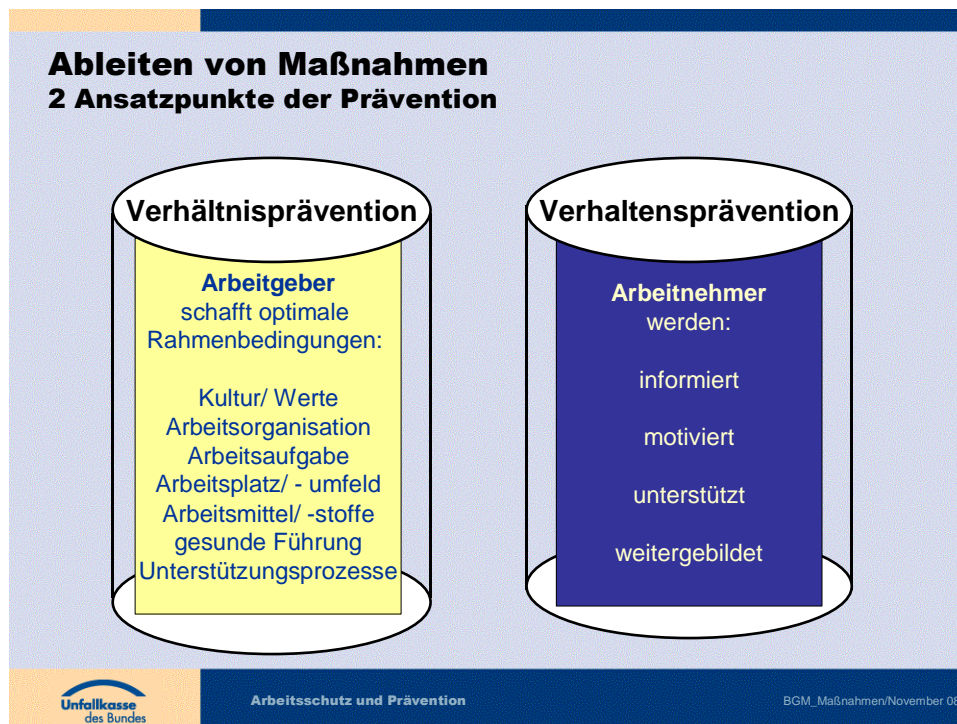 Ableiten von Maßnahmen
2 Ansatzpunkte der Prävention
Verhältnisprävention
Arbeitgeber
schafft optimale
Rahmenbedingungen:
Kultur/ Werte
Arbeitsorganisation
Arbeitsaufgabe
Arbeitsplatz/ - umfeld
Arbeitsmittel/ -stoffe
gesunde Führung
Unterstützungsprozesse
Verhaltensprävention
Arbeitnehmer
werden:
informiert
motiviert
unterstützt
weitergebildet
Unfallkasse
des Bundes
Arbeitsschutz und Prävention
BGM_Maßnahmen/November 08